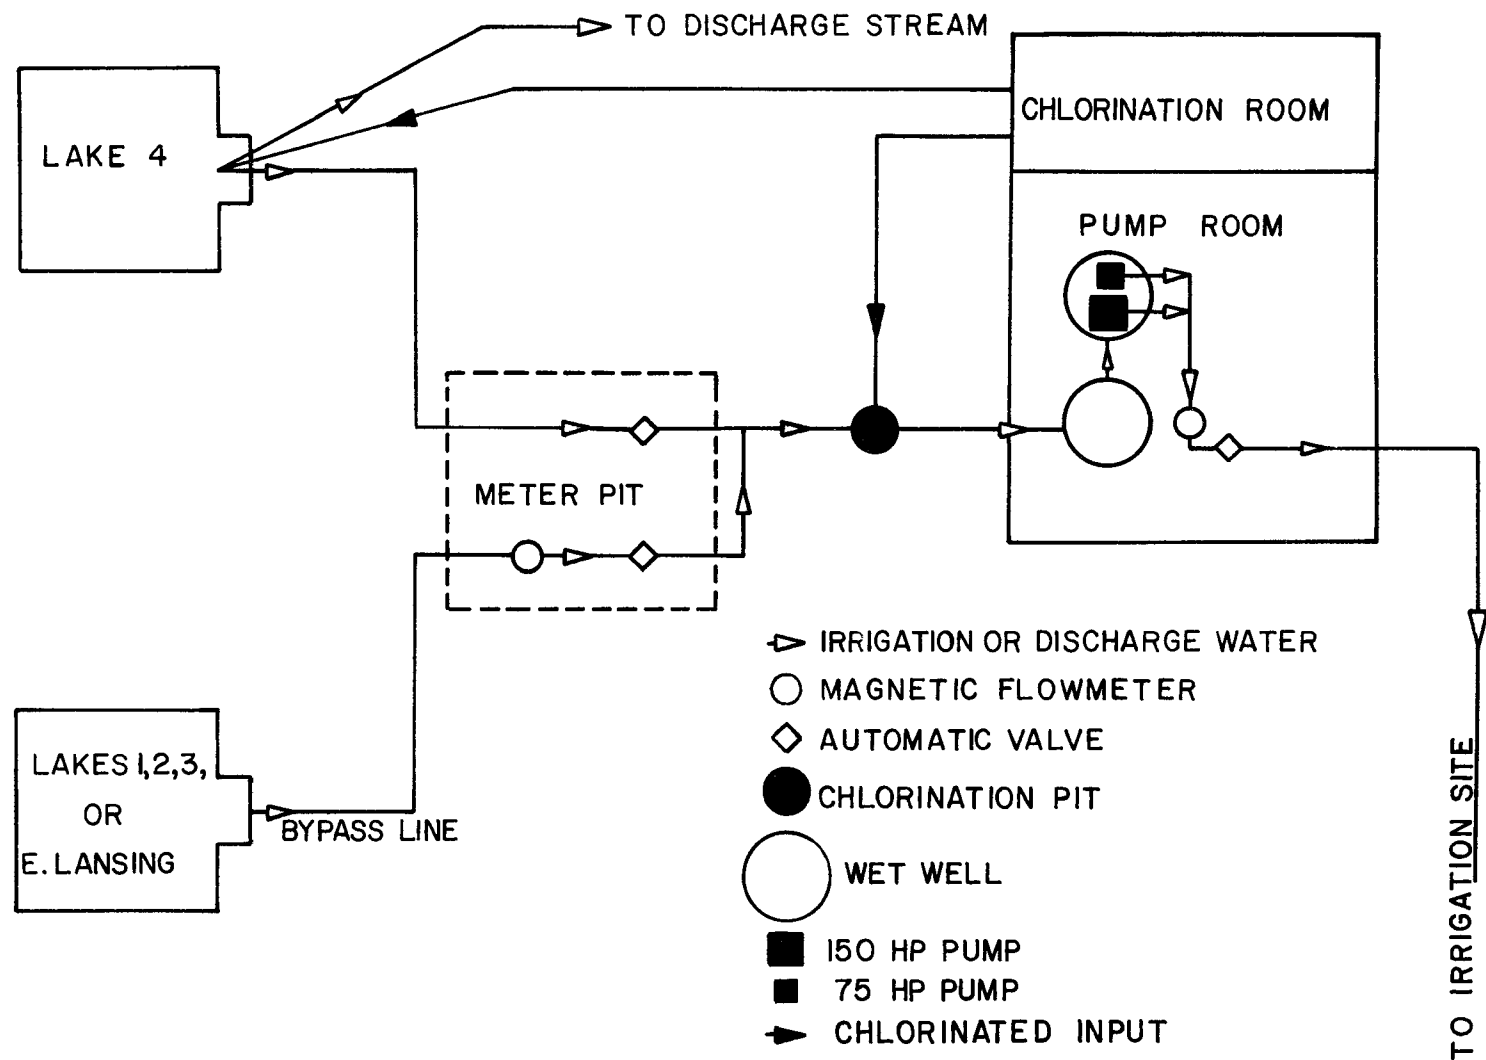 TO DISCHARGE STREAM
CHLORINATION ROOM
LAKE 4
PUMP ROOM
METER PIT
LAKES 1,2,3,
OR
E. LANSING
BYPASS LINE
IRRIGATION OR DISCHARGE WATER
MAGNETIC FLOWMETER
AUTOMATIC VALVE
CHLORINATION PIT
WET WELL
150 HP PUMP
75 HP PUMP
CHLORINATED INPUT
TO IRRIGATION SITE